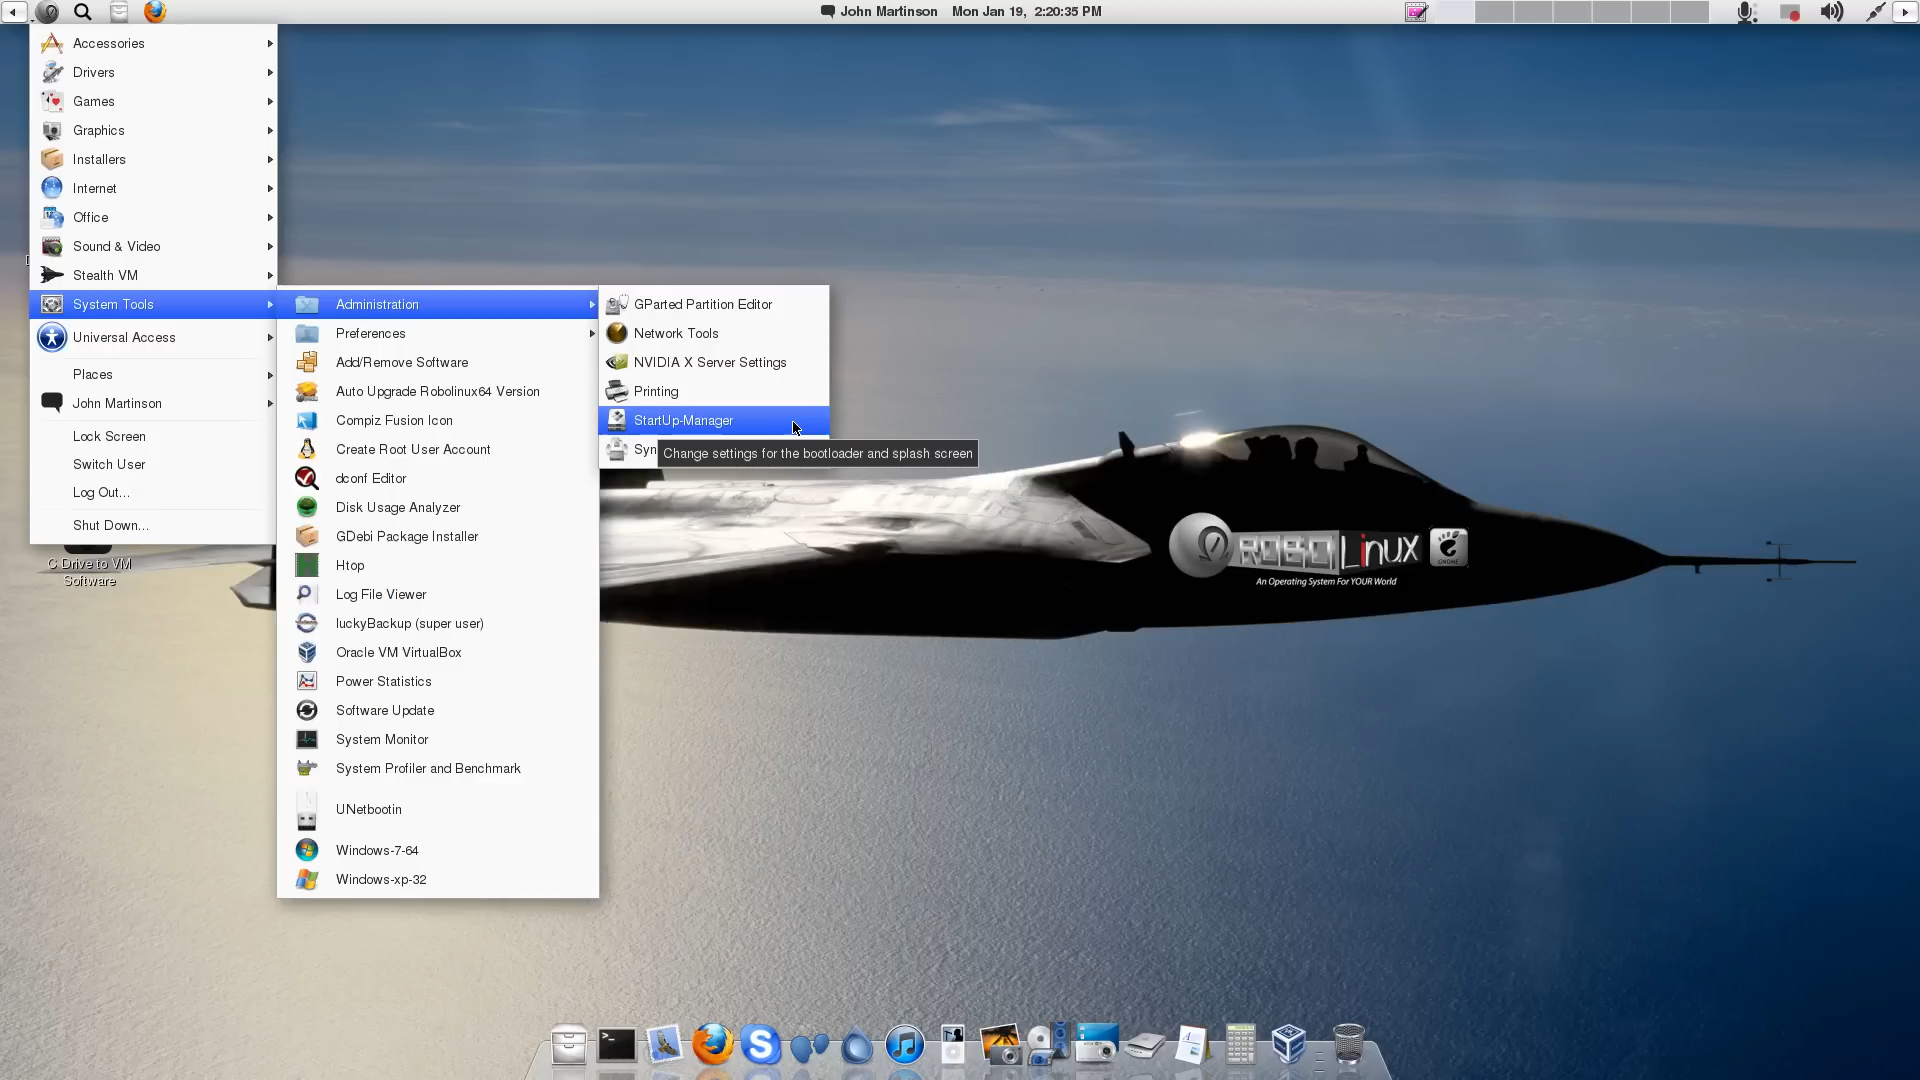 John Martinson Mon Jan 19, 2:20:35 PM
Accessories
Drivers
Games
Graphics
Installers
Internet
Office
Sound & Video
Stealth VM
System Tools
Universal Access
Places
John Martinson
Lock Screen
Switch User
Log Out...
Shut Down...
C Drive to VM
Software
Administration
Preferences
Add/Remove Software
Auto Upgrade Robolinux64 Version
Compiz Fusion Icon
Create Root User Account
dconf Editor
Disk Usage Analyzer
GDebi Package Installer
Htop
Log File Viewer
luckyBackup (super user)
Oracle VM VirtualBox
Power Statistics
Software Update
System Monitor
System Profiler and Benchmark
UNetbootin
Windows-7-64
Windows-xp-32
GParted Partition Editor
Network Tools
NVIDIA X Server Settings
Printing
StartUp-Manager
Syn
Change settings for the bootloader and splash screen
ROBOLinux
GNOME
An Operating System For YOUR World